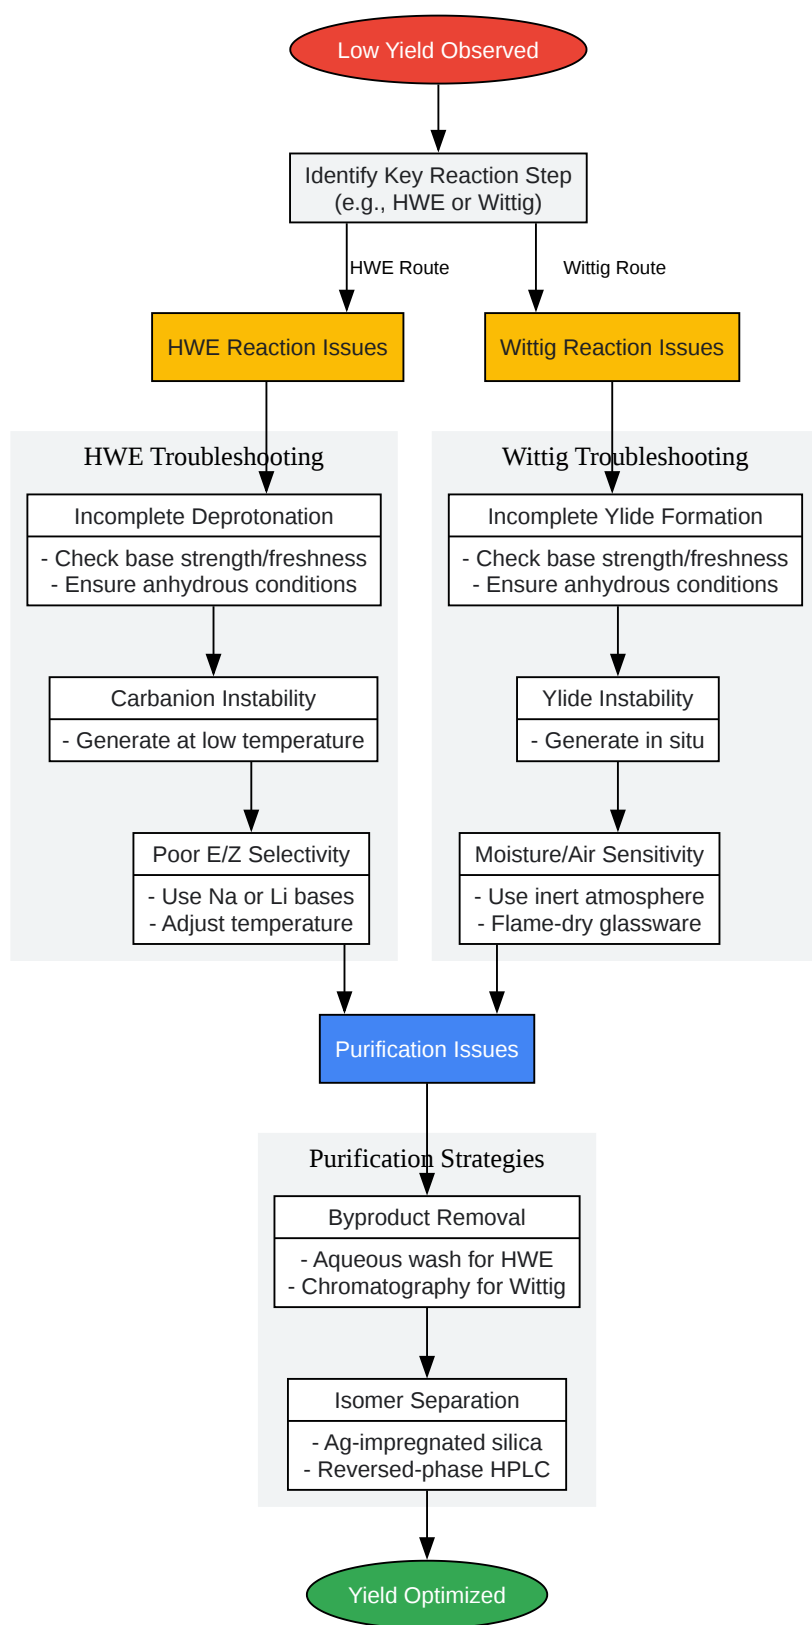 Low Yield Observed
Identify Key Reaction Step
(e.g., HWE or Wittig)
HWE Route
Wittig Route
HWE Reaction Issues
Wittig Reaction Issues
HWE Troubleshooting
Incomplete Deprotonation
- Check base strength/freshness
- Ensure anhydrous conditions
Carbanion Instability
- Generate at low temperature
Poor E/Z Selectivity
- Use Na or Li bases
- Adjust temperature
Wittig Troubleshooting
Incomplete Ylide Formation
- Check base strength/freshness
- Ensure anhydrous conditions
Ylide Instability
- Generate in situ
Moisture/Air Sensitivity
- Use inert atmosphere
- Flame-dry glassware
Purification Issues
Purification Strategies
Byproduct Removal
- Aqueous wash for HWE
- Chromatography for Wittig
Isomer Separation
- Ag-impregnated silica
- Reversed-phase HPLC
Yield Optimized